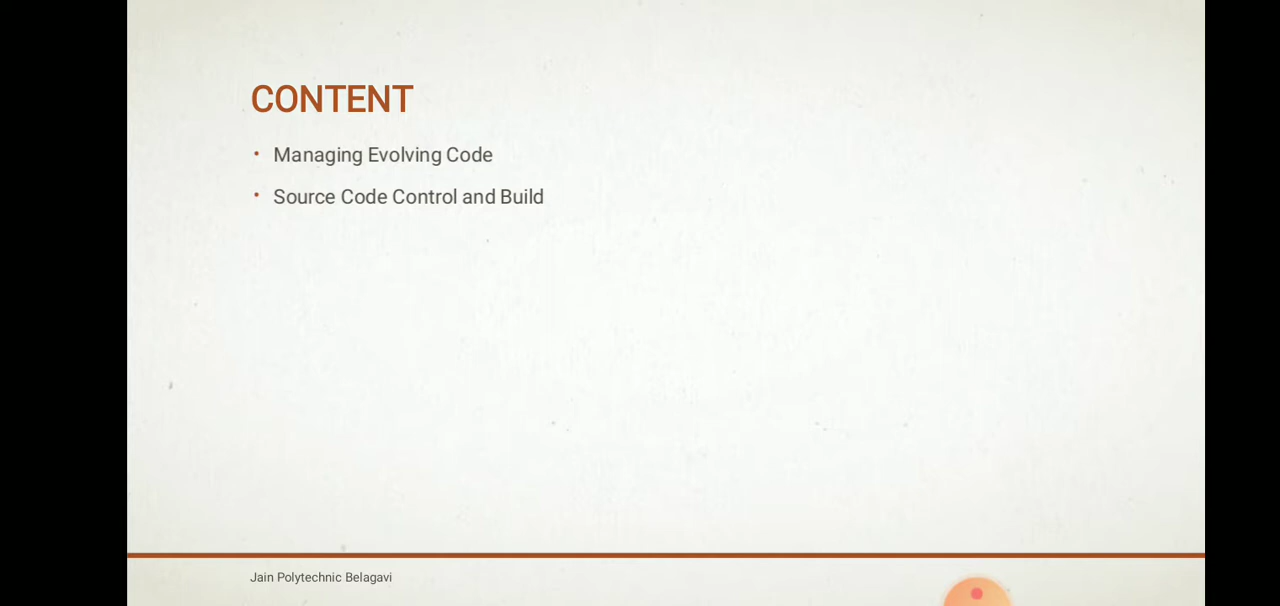 CONTENT
• Managing Evolving Code
• Source Code Control and Build
Jain Polytechnic Belagavi